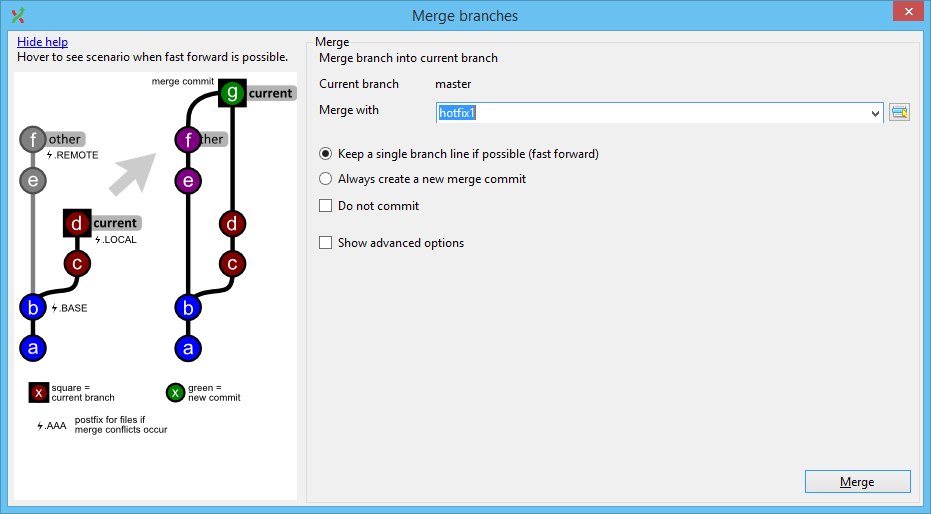 Merge branches
Hide help
Hover to see scenario when fast forward is possible.
merge commit
g current
f other
.REMOTE
f ther
e
e
d current
.LOCAL
d
c
c
b .BASE
b
a
a
x square =
current branch
x green =
new commit
.AAA postfix for files if
merge conflicts occur
Merge
Merge branch into current branch
Current branch master
Merge with hotfix1
Keep a single branch line if possible (fast forward)
Always create a new merge commit
Do not commit
Show advanced options
Merge